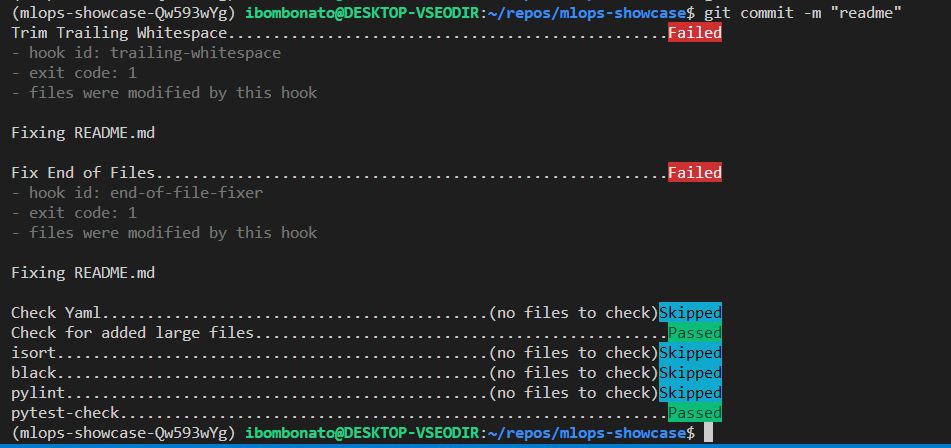 (mlops-showcase-Qw593wYg) ibombonato@DESKTOP-VSEODIR:~/repos/mlops-showcase$ git commit -m "readme"
Trim Trailing Whitespace.................................................Failed
- hook id: trailing-whitespace
- exit code: 1
- files were modified by this hook
Fixing README.md
Fix End of Files.........................................................Failed
- hook id: end-of-file-fixer
- exit code: 1
- files were modified by this hook
Fixing README.md
Check Yaml...........................................(no files to check)Skipped
Check for added large files..............................................Passed
isort................................................(no files to check)Skipped
black................................................(no files to check)Skipped
pylint...............................................(no files to check)Skipped
pytest-check.............................................................Passed
(mlops-showcase-Qw593wYg) ibombonato@DESKTOP-VSEODIR:~/repos/mlops-showcase$